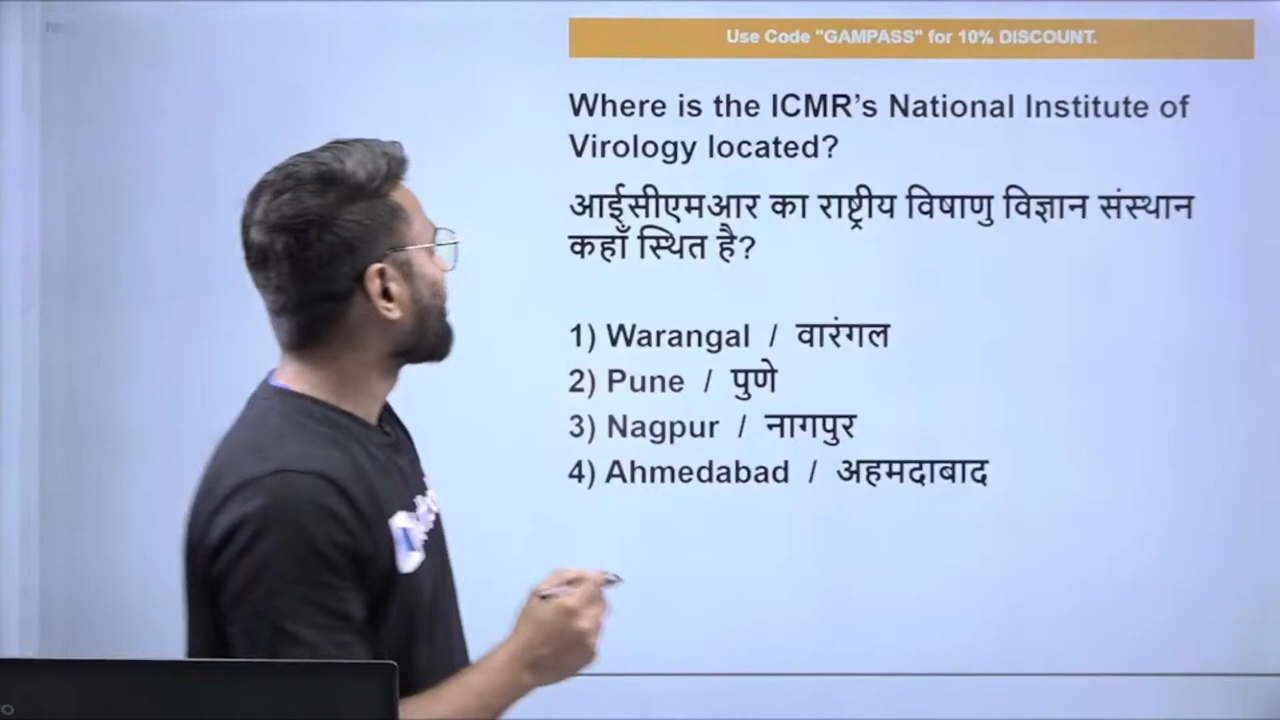 Use Code "GAMPASS" for 10% DISCOUNT.
Where is the ICMR’s National Institute of
Virology located?
आईसीएमआर का राष्ट्रीय विषाणु विज्ञान संस्थान
कहाँ स्थित है?
1) Warangal / वारंगल
2) Pune / पुणे
3) Nagpur / नागपुर
4) Ahmedabad / अहमदाबाद